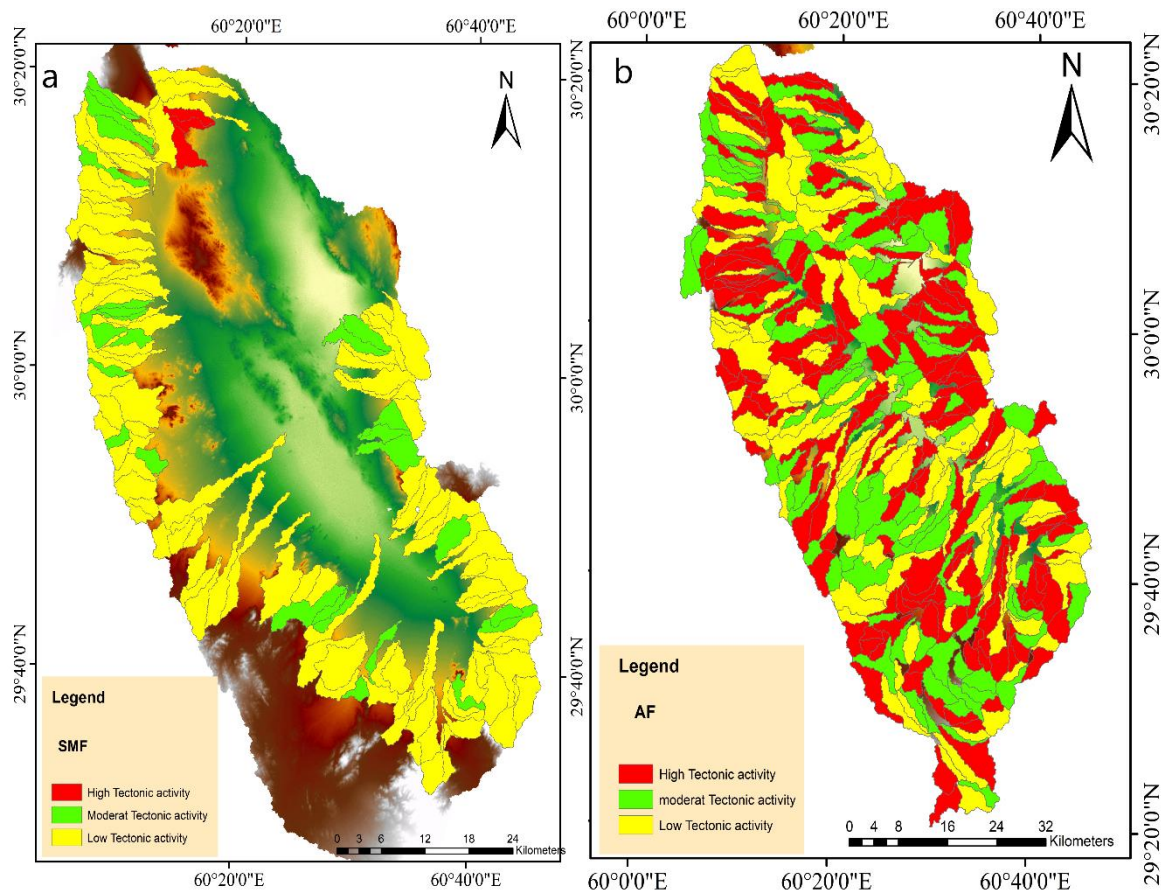 60°20'0"E 60°40'0"E
a
N
30°20'0"N
30°20'0"N
30°0'0"N
30°0'0"N
29°40'0"N
29°40'0"N
Legend
SMF
High Tectonic activity
Moderat Tectonic activity
Low Tectonic activity
0 3 6 12 18 24
Kilometers
60°20'0"E 60°40'0"E
60°0'0"E 60°20'0"E 60°40'0"E
b
N
30°20'0"N
30°0'0"N
29°40'0"N
29°20'0"N
Legend
AF
High Tectonic activity
moderat Tectonic activity
Low Tectonic activity
0 4 8 16 24 32
Kilometers
60°0'0"E 60°20'0"E 60°40'0"E